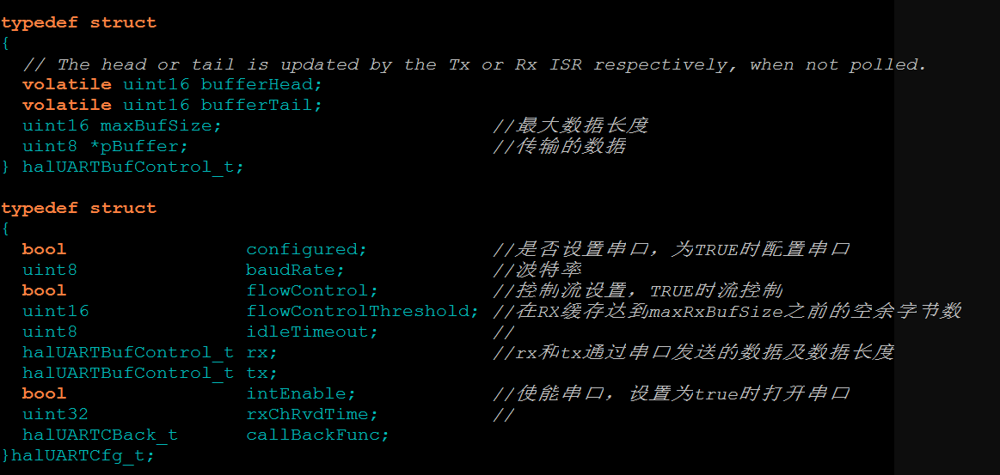 typedef struct
{
  // The head or tail is updated by the Tx or Rx ISR respectively, when not polled.
  volatile uint16 bufferHead;
  volatile uint16 bufferTail;
  uint16 maxBufSize;                        //最大数据长度
  uint8 *pBuffer;                           //传输的数据
} halUARTBufControl_t;

typedef struct
{
  bool                configured;           //是否设置串口，为TRUE时配置串口
  uint8               baudRate;             //波特率
  bool                flowControl;          //控制流设置，TRUE时流控制
  uint16              flowControlThreshold; //在RX缓存达到maxRxBufSize之前的空余字节数
  uint8               idleTimeout;          //
  halUARTBufControl_t rx;                   //rx和tx通过串口发送的数据及数据长度
  halUARTBufControl_t tx;
  bool                intEnable;            //使能串口，设置为true时打开串口
  uint32              rxChRvdTime;          //
  halUARTCBack_t      callBackFunc;
}halUARTCfg_t;